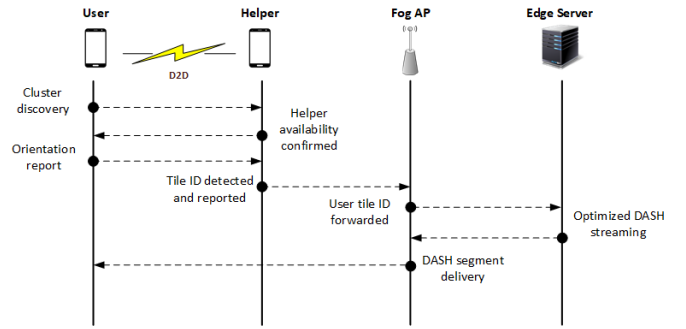 User
Helper
Fog AP
Edge Server
D2D
Cluster
discovery
Helper
availability
confirmed
Orientation
report
Tile ID detected
and reported
User tile ID
forwarded
Optimized DASH
streaming
DASH segment
delivery